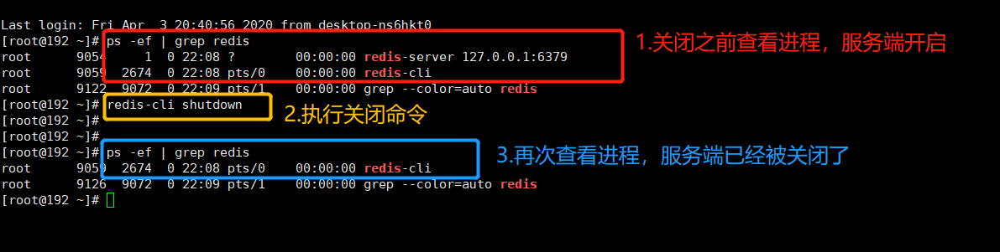 Last login: Fri Apr  3 20:40:56 2020 from desktop-ns6hkt0
[root@192 ~]# ps -ef | grep redis
root      9054     1  0 22:08 ?        00:00:00 redis-server 127.0.0.1:6379
root      9059  2674  0 22:08 pts/0    00:00:00 redis-cli
root      9122  9072  0 22:09 pts/1    00:00:00 grep --color=auto redis
1.关闭之前查看进程，服务端开启
[root@192 ~]# redis-cli shutdown
2.执行关闭命令
[root@192 ~]#
[root@192 ~]#
[root@192 ~]# ps -ef | grep redis
3.再次查看进程，服务端已经被关闭了
root      9059  2674  0 22:08 pts/0    00:00:00 redis-cli
root      9126  9072  0 22:09 pts/1    00:00:00 grep --color=auto redis
[root@192 ~]#